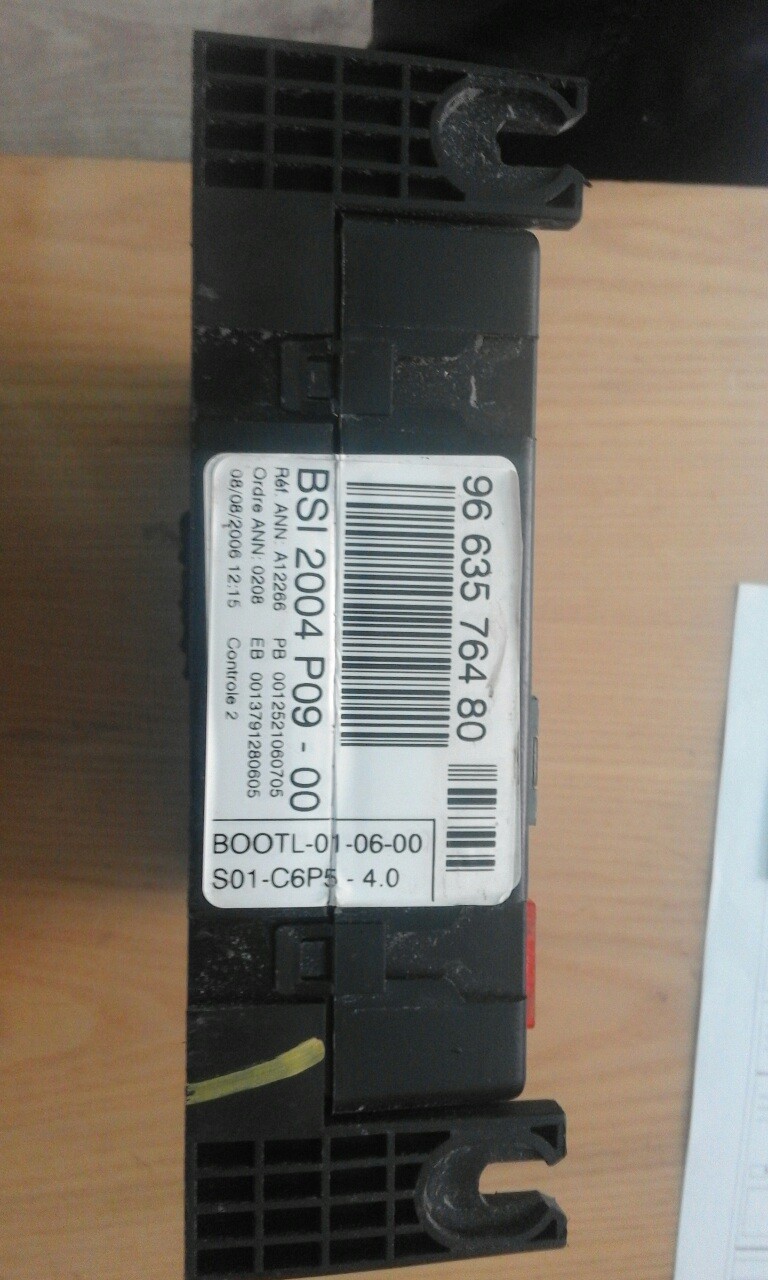 96 635 764 80
BSI 2004 P09 - 00
Réf. ANN: A12266 PB 0012521060705
Ordre ANN: 0208 EB 0013791280605
08/08/2006 12:15 Controle 2
BOOTL-01-06-00
S01-C6P5 - 4.0